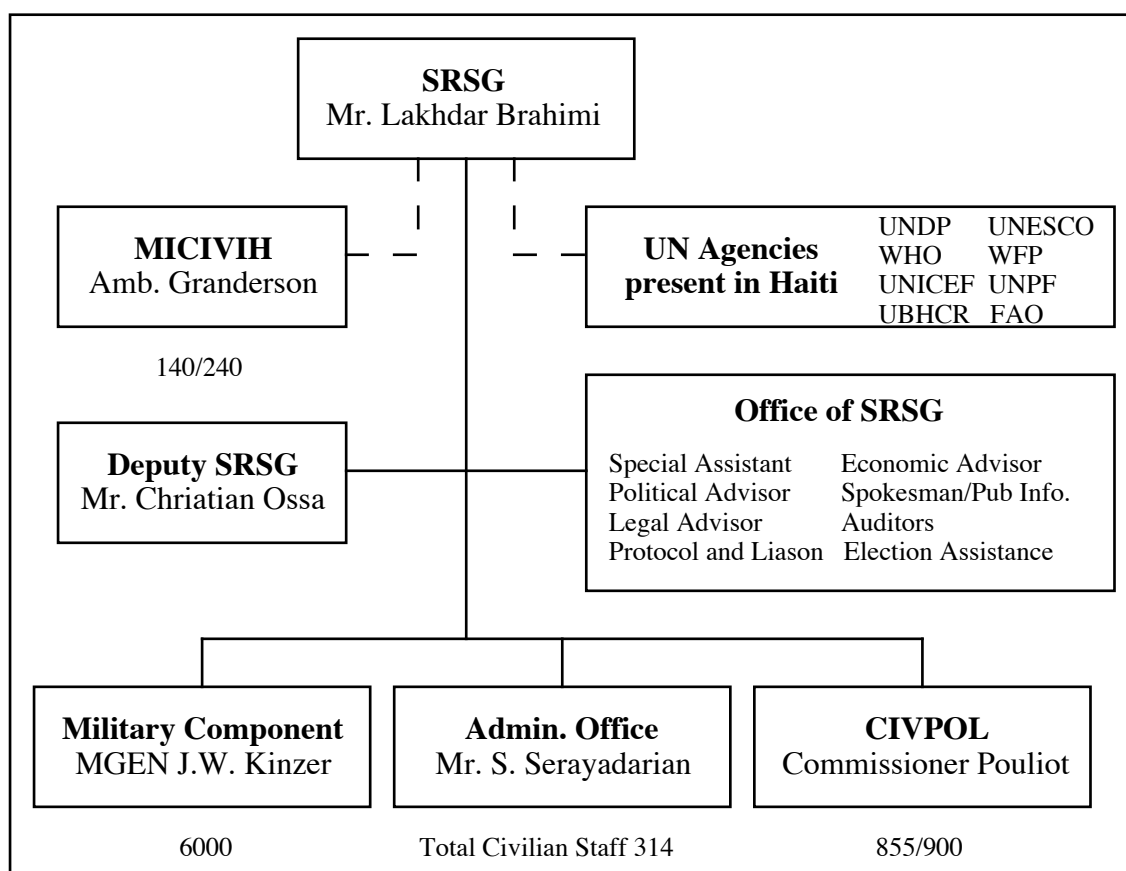 SRSG
Mr. Lakhdar Brahimi
MICIVIH
Amb. Granderson
140/240
UN Agencies
present in Haiti
UNDP UNESCO
WHO WFP
UNICEF UNPF
UBHCR FAO
Deputy SRSG
Mr. Chriatian Ossa
Office of SRSG
Special Assistant Economic Advisor
Political Advisor Spokesman/Pub Info.
Legal Advisor Auditors
Protocol and Liason Election Assistance
Military Component
MGEN J.W. Kinzer
6000
Admin. Office
Mr. S. Serayadarian
Total Civilian Staff 314
CIVPOL
Commissioner Pouliot
855/900